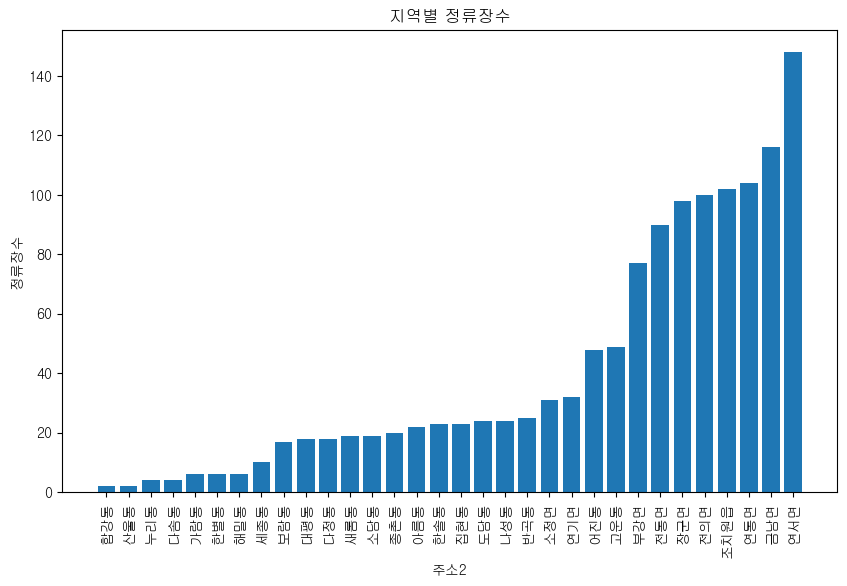 지역별 정류장수
정류장수
140
120
100
80
60
40
20
0
합강동
산울동
누리동
다솜동
가람동
한별동
해밀동
세종동
보람동
대평동
다정동
새롬동
소담동
종촌동
아름동
한솔동
집현동
도담동
나성동
반곡동
소정면
연기면
어진동
고운동
부강면
전동면
장군면
전의면
조치원읍
연동면
금남면
연서면
주소2